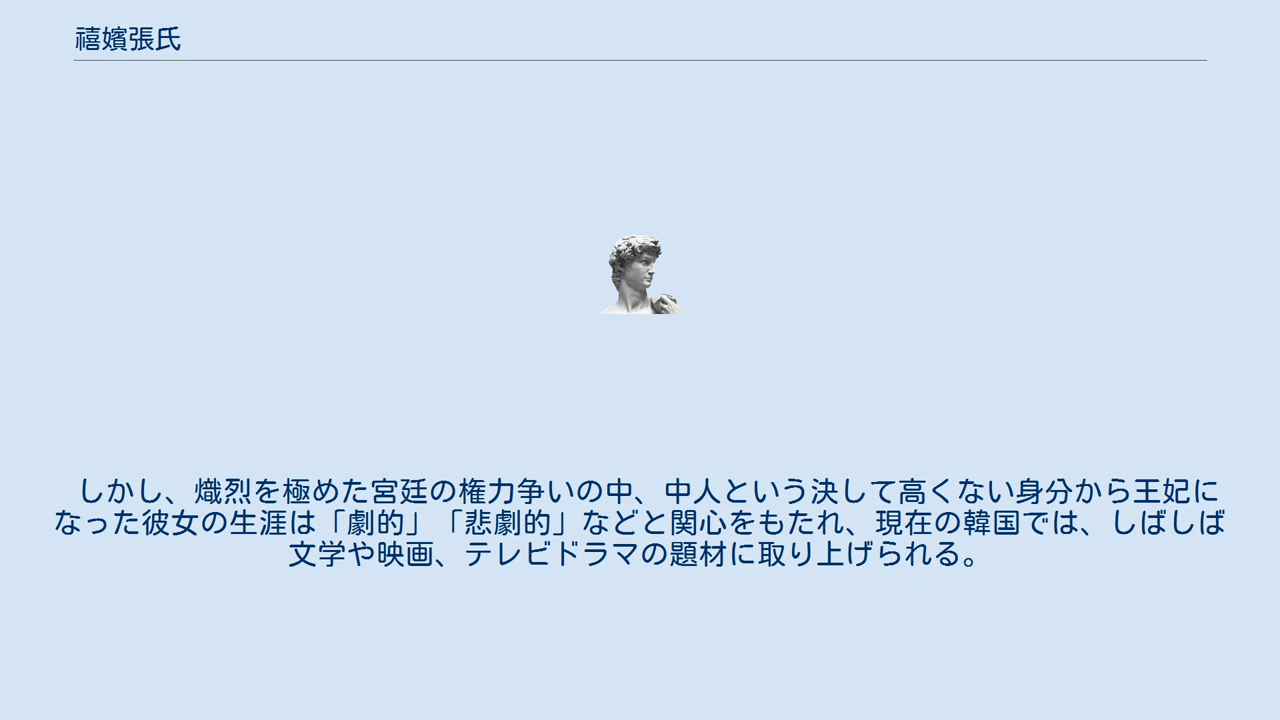 禧嬪張氏
しかし、熾烈を極めた宮廷の権力争いの中、中人という決して高くない身分から王妃に
なった彼女の生涯は「劇的」「悲劇的」などと関心をもたれ、現在の韓国では、しばしば
文学や映画、テレビドラマの題材に取り上げられる。